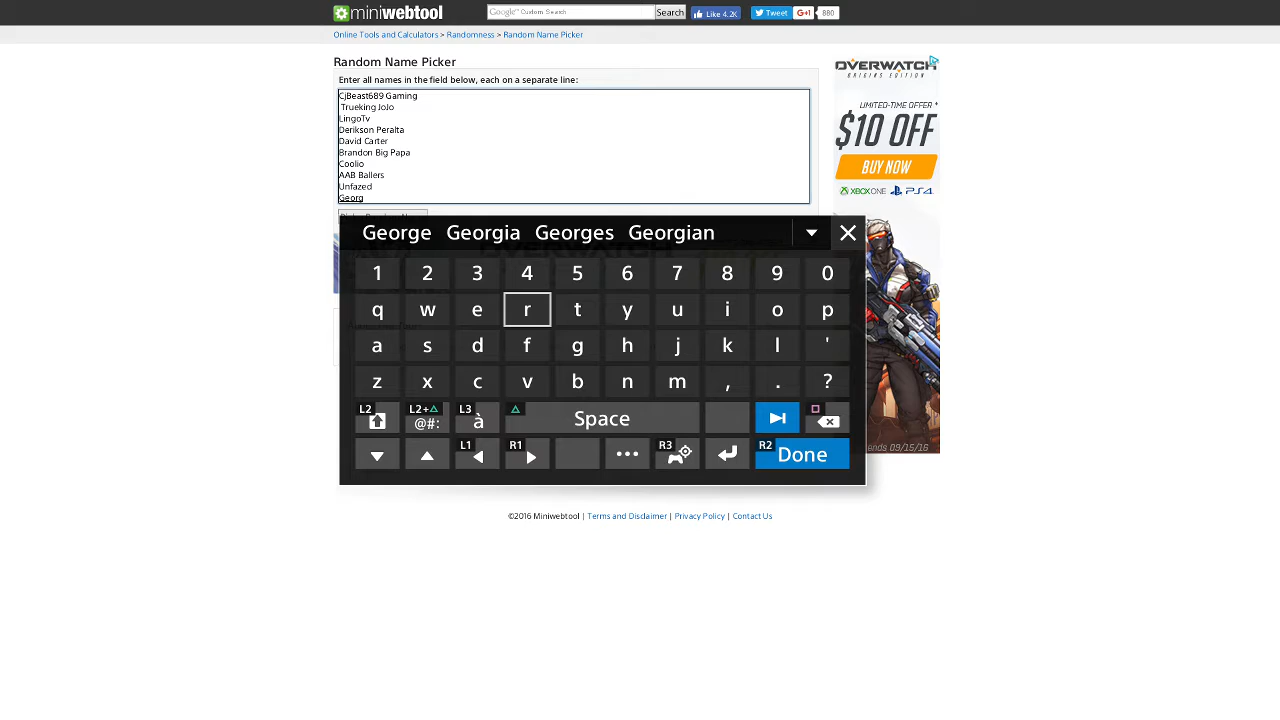 miniwebtool
Google™ Custom Search
Search
Like 4.2K
Tweet
G+1
880
Online Tools and Calculators > Randomness > Random Name Picker
Random Name Picker
Enter all names in the field below, each on a separate line:
CjBeast689 Gaming
Trueking JoJo
LingoTv
Derikson Peralta
David Carter
Brandon Big Papa
Coolio
AAB Ballers
Unfazed
Georg
George Georgia Georges Georgian
1 2 3 4 5 6 7 8 9 0
q w e r t y u i o p
a s d f g h j k l '
z x c v b n m , . ?
L2 L2+△ @#: L3 à Space
L1 R1 ... R3 R2 Done
OVERWATCH
ORIGINS EDITION
LIMITED-TIME OFFER *
$10 OFF
BUY NOW
XBOX ONE PS4
ends 09/15/16
©2016 Miniwebtool | Terms and Disclaimer | Privacy Policy | Contact Us